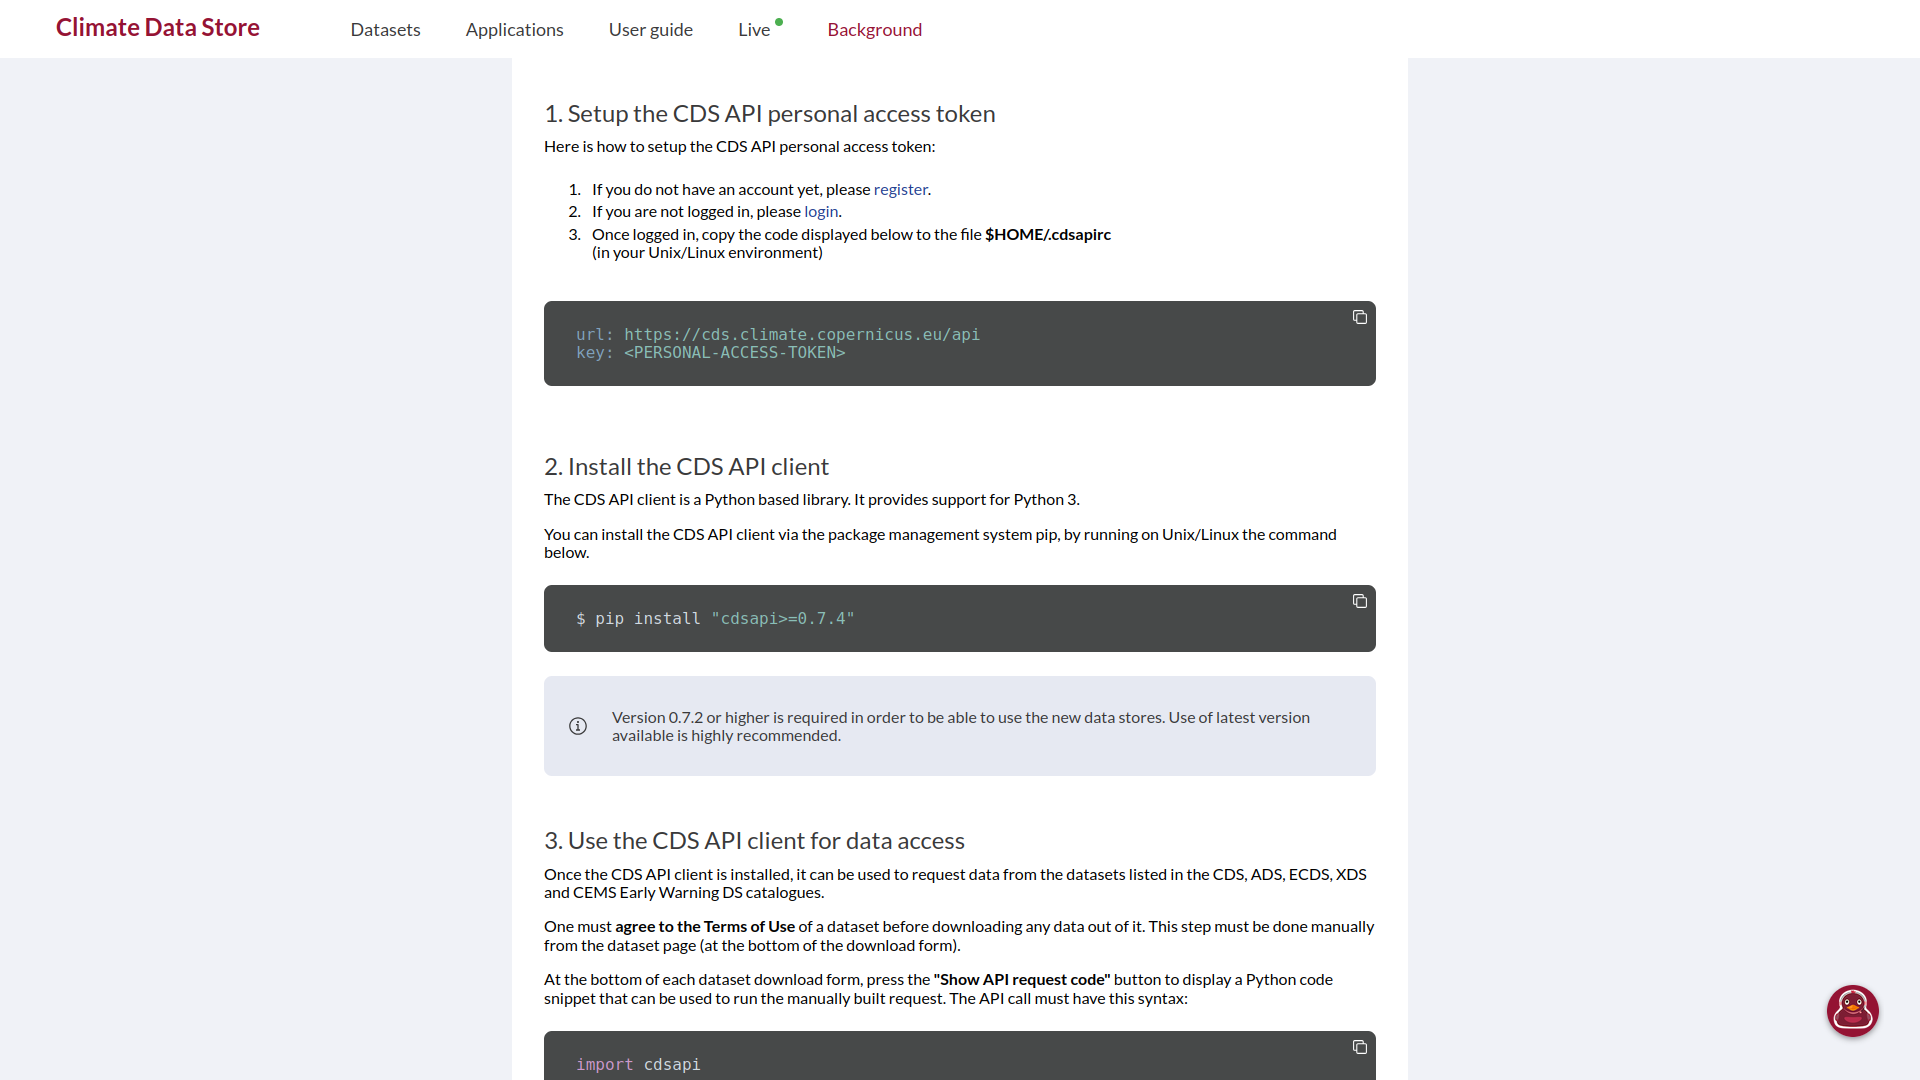 Climate Data Store
Datasets
Applications
User guide
Live
Background
1. Setup the CDS API personal access token
Here is how to setup the CDS API personal access token:
1. If you do not have an account yet, please register.
2. If you are not logged in, please login.
3. Once logged in, copy the code displayed below to the file $HOME/.cdsapirc
(in your Unix/Linux environment)
url: https://cds.climate.copernicus.eu/api
key: <PERSONAL-ACCESS-TOKEN>
2. Install the CDS API client
The CDS API client is a Python based library. It provides support for Python 3.
You can install the CDS API client via the package management system pip, by running on Unix/Linux the command
below.
$ pip install "cdsapi>=0.7.4"
Version 0.7.2 or higher is required in order to be able to use the new data stores. Use of latest version
available is highly recommended.
3. Use the CDS API client for data access
Once the CDS API client is installed, it can be used to request data from the datasets listed in the CDS, ADS, ECDS, XDS
and CEMS Early Warning DS catalogues.
One must agree to the Terms of Use of a dataset before downloading any data out of it. This step must be done manually
from the dataset page (at the bottom of the download form).
At the bottom of each dataset download form, press the "Show API request code" button to display a Python code
snippet that can be used to run the manually built request. The API call must have this syntax:
import cdsapi